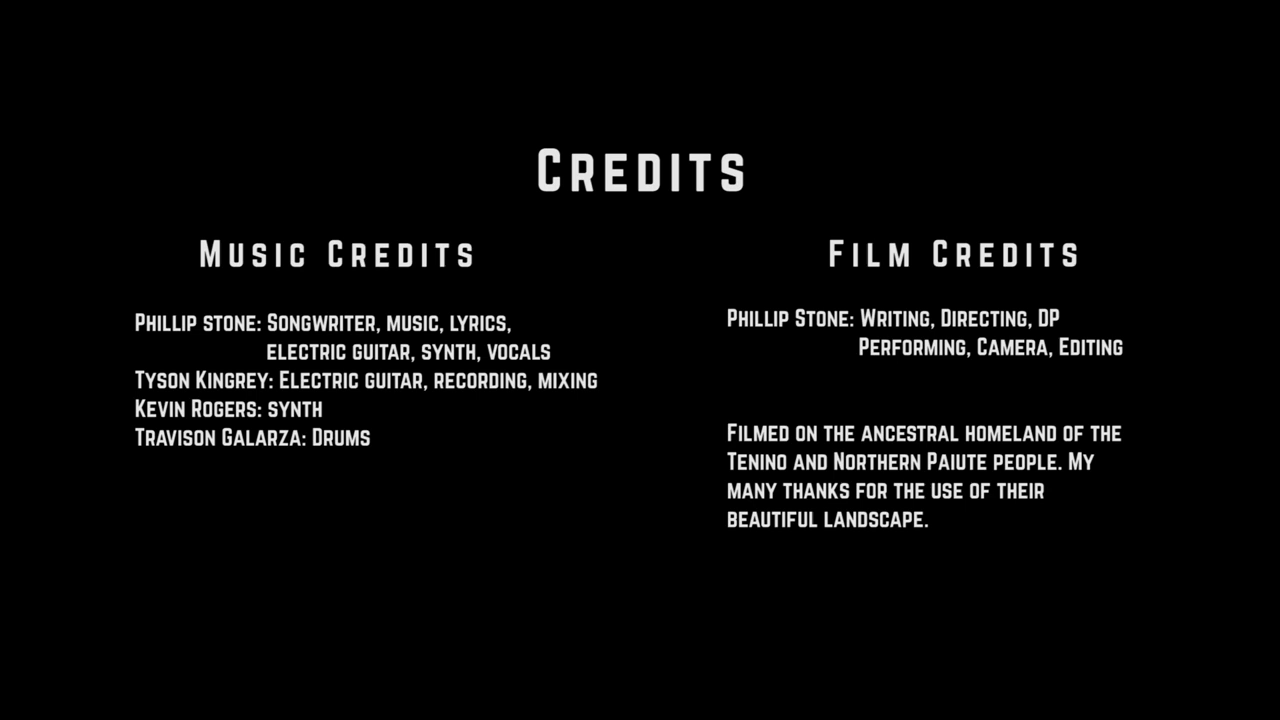 Credits
Music Credits
Phillip stone: Songwriter, music, lyrics,
electric guitar, synth, vocals
Tyson Kingrey: Electric guitar, recording, mixing
Kevin Rogers: synth
Travison Galarza: Drums
Film Credits
Phillip Stone: Writing, Directing, DP
Performing, Camera, Editing
Filmed on the ancestral homeland of the
Tenino and Northern Paiute people. My
many thanks for the use of their
beautiful landscape.